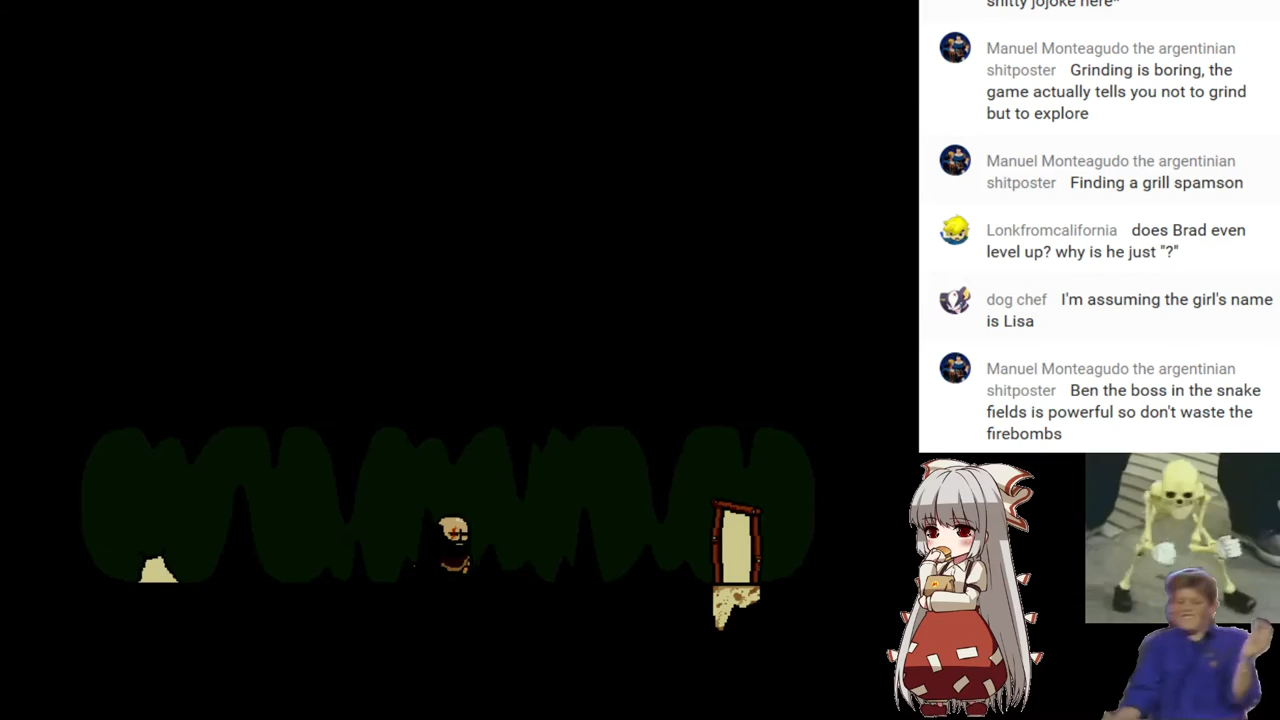 shitty jojoke here*
Manuel Monteagudo the argentinian
shitposter Grinding is boring, the
game actually tells you not to grind
but to explore
Manuel Monteagudo the argentinian
shitposter Finding a grill spamson
Lonkfromcalifornia does Brad even
level up? why is he just "?"
dog chef I'm assuming the girl's name
is Lisa
Manuel Monteagudo the argentinian
shitposter Ben the boss in the snake
fields is powerful so don't waste the
firebombs